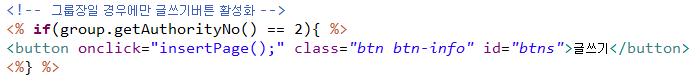 <!-- 그룹장일 경우에만 글쓰기버튼 활성화 -->
<% if(group.getAuthorityNo() == 2){ %>
<button onclick="insertPage();" class="btn btn-info" id="btns">글쓰기</button>
<%} %>